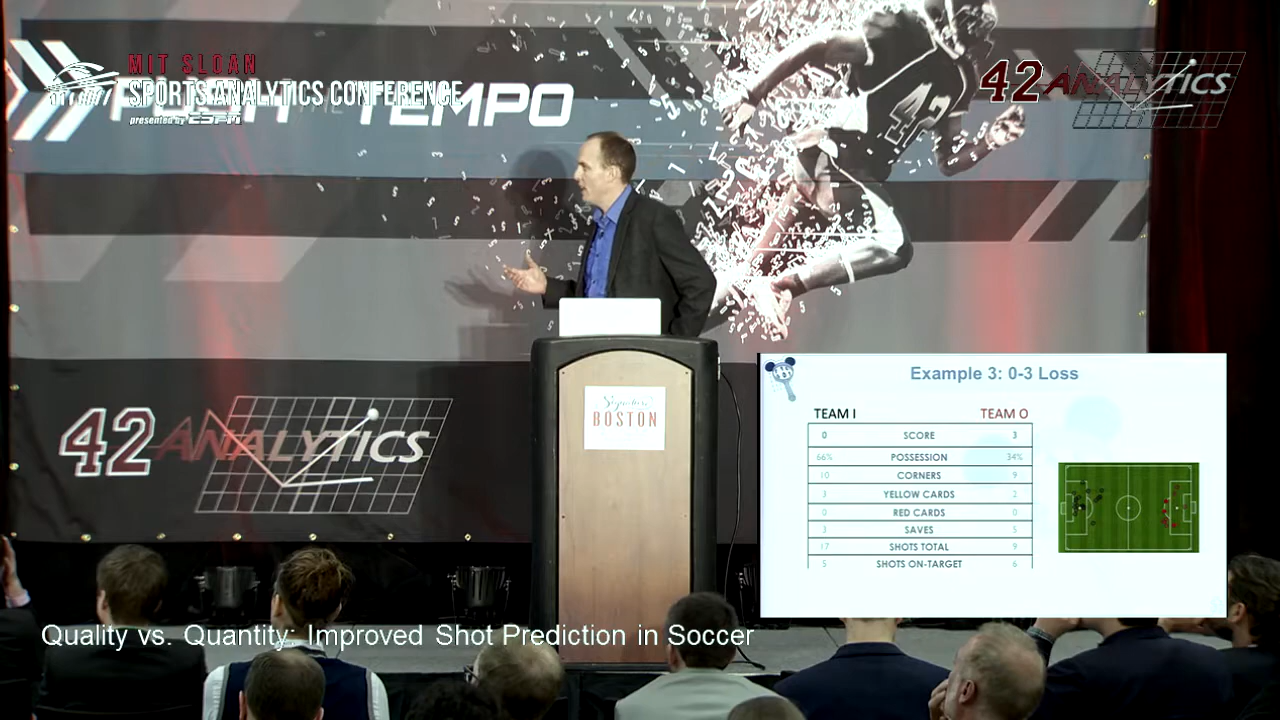 MIT SLOAN
SPORTS ANALYTICS CONFERENCE
presented by ESPN
TEMPO
42 ANALYTICS
42
42 ANALYTICS
Signature
BOSTON
Example 3: 0-3 Loss
TEAM I TEAM O
0 SCORE 3
66% POSSESSION 34%
10 CORNERS 9
3 YELLOW CARDS 2
0 RED CARDS 0
3 SAVES 5
17 SHOTS TOTAL 9
5 SHOTS ON-TARGET 6
Quality vs. Quantity: Improved Shot Prediction in Soccer